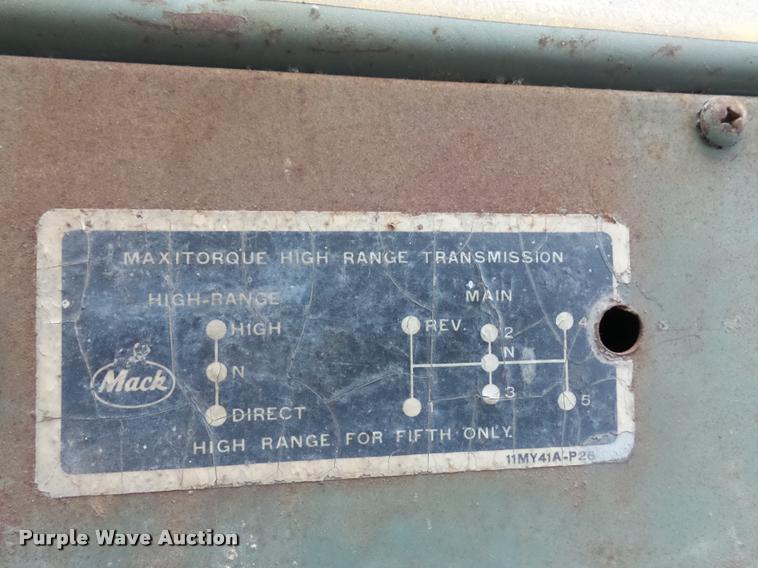 MAXITORQUE HIGH RANGE TRANSMISSION
HIGH-RANGE
HIGH
N
DIRECT
MAIN
REV. 2 4
N
1 3 5
Mack
HIGH RANGE FOR FIFTH ONLY.
11MY41A-P26
Purple Wave Auction